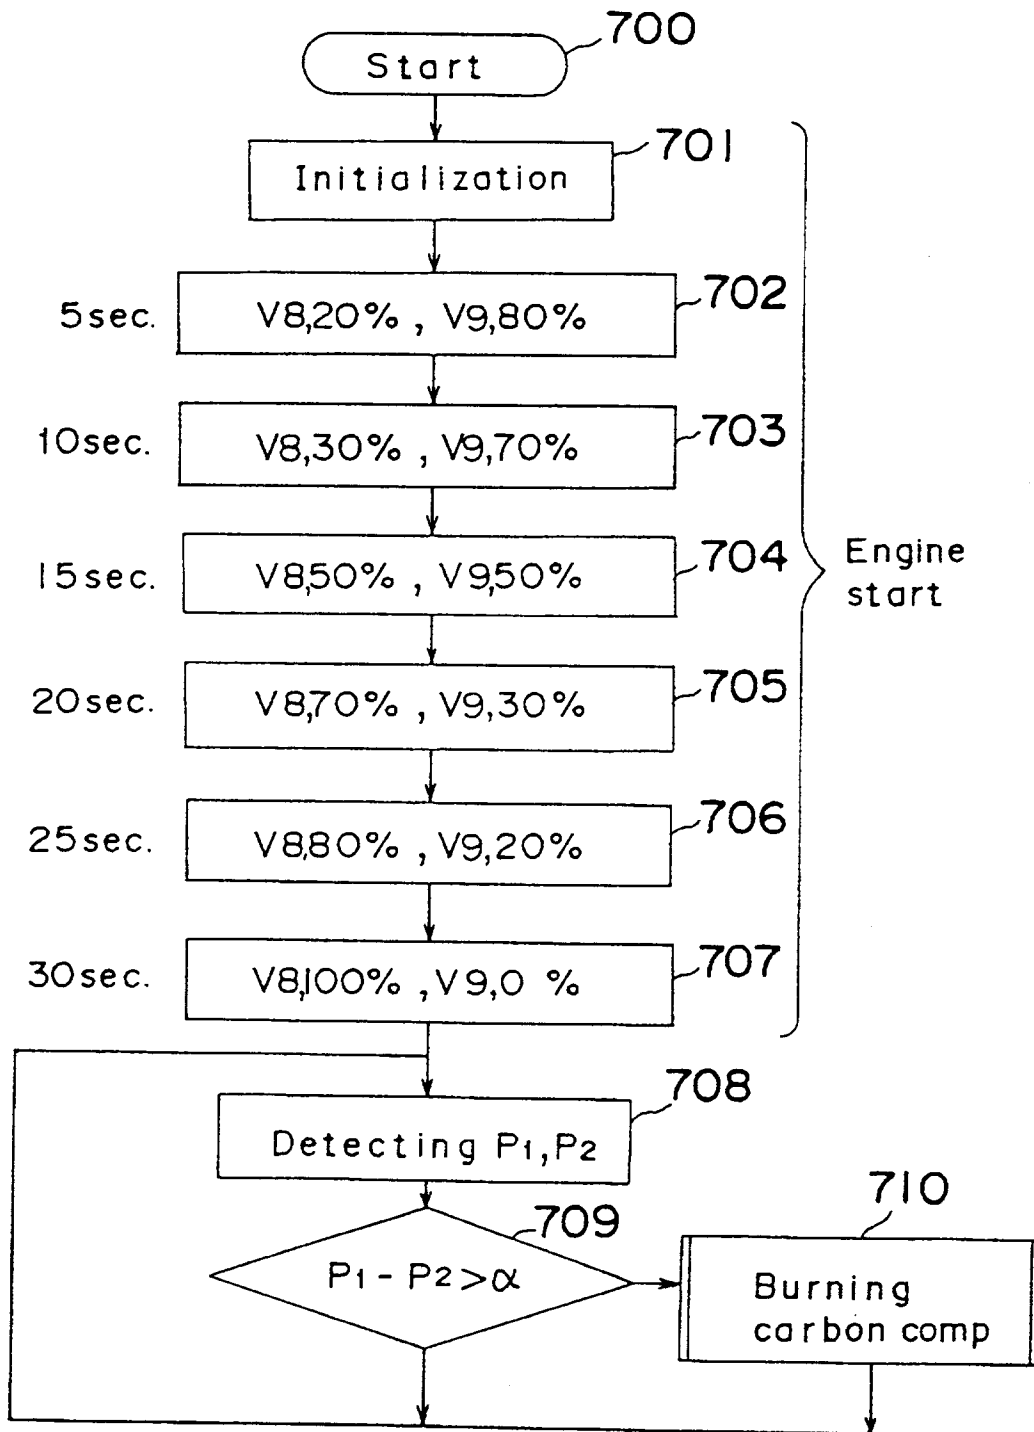 700
Start
701
Initialization
5sec.
V8,20% , V9,80%
702
10sec.
V8,30% , V9,70%
703
15sec.
V8,50% , V9,50%
704
Engine
start
20sec.
V8,70% , V9,30%
705
25sec.
V8,80% , V9,20%
706
30sec.
V8,100% , V9,0 %
707
708
Detecting P1, P2
709
P1 - P2 > α
710
Burning
carbon comp